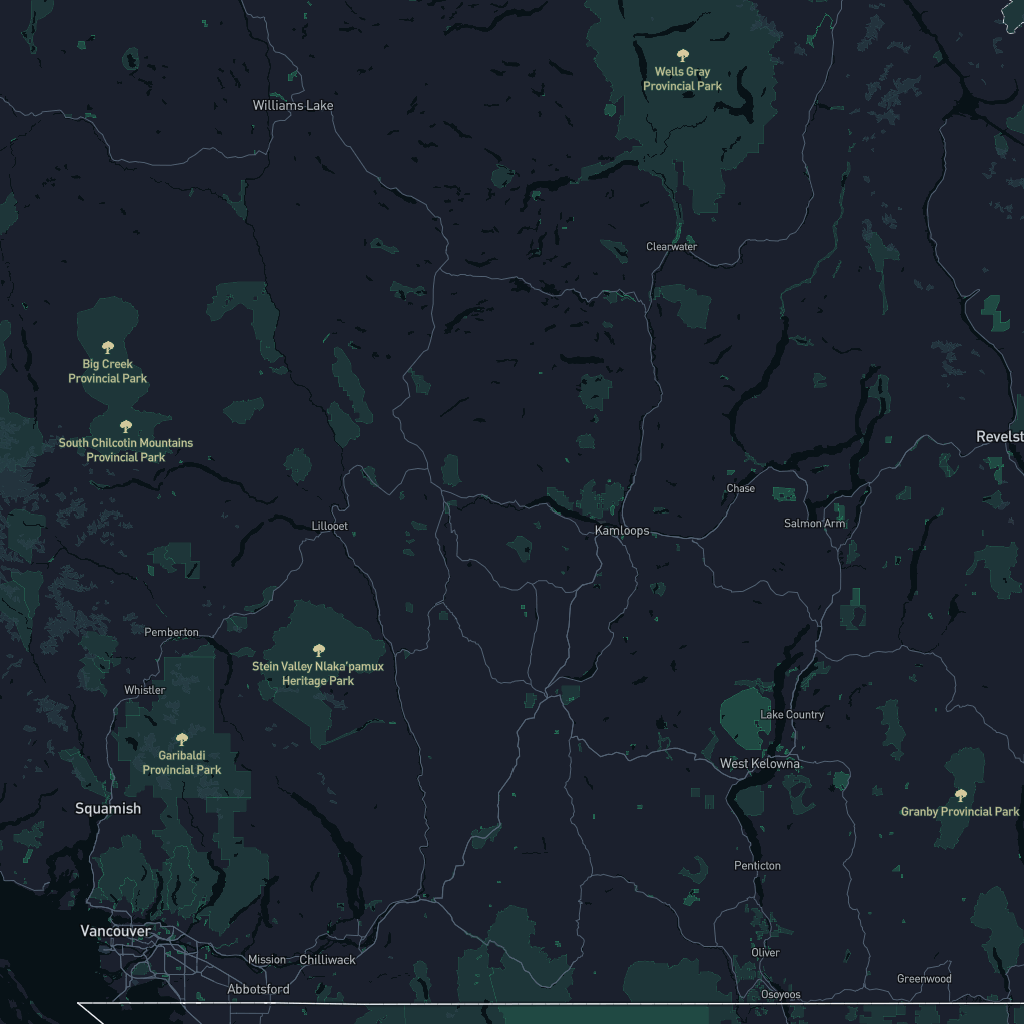 Wells Gray
Provincial Park
Williams Lake
Clearwater
Big Creek
Provincial Park
South Chilcotin Mountains
Provincial Park
Revelst
Chase
Salmon Arm
Lillooet
Kamloops
Pemberton
Stein Valley Nlaka'pamux
Heritage Park
Whistler
Lake Country
Garibaldi
Provincial Park
West Kelowna
Squamish
Granby Provincial Park
Penticton
Vancouver
Mission
Chilliwack
Oliver
Abbotsford
Greenwood
Osoyoos